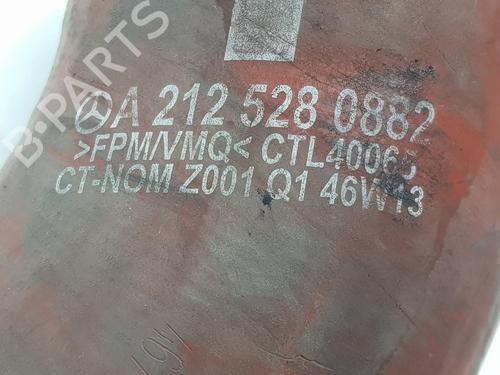 B-PARTS
A 212 528 0882
>FPM/VMQ< CTL40065
CT-NOM Z001 Q1 46W13